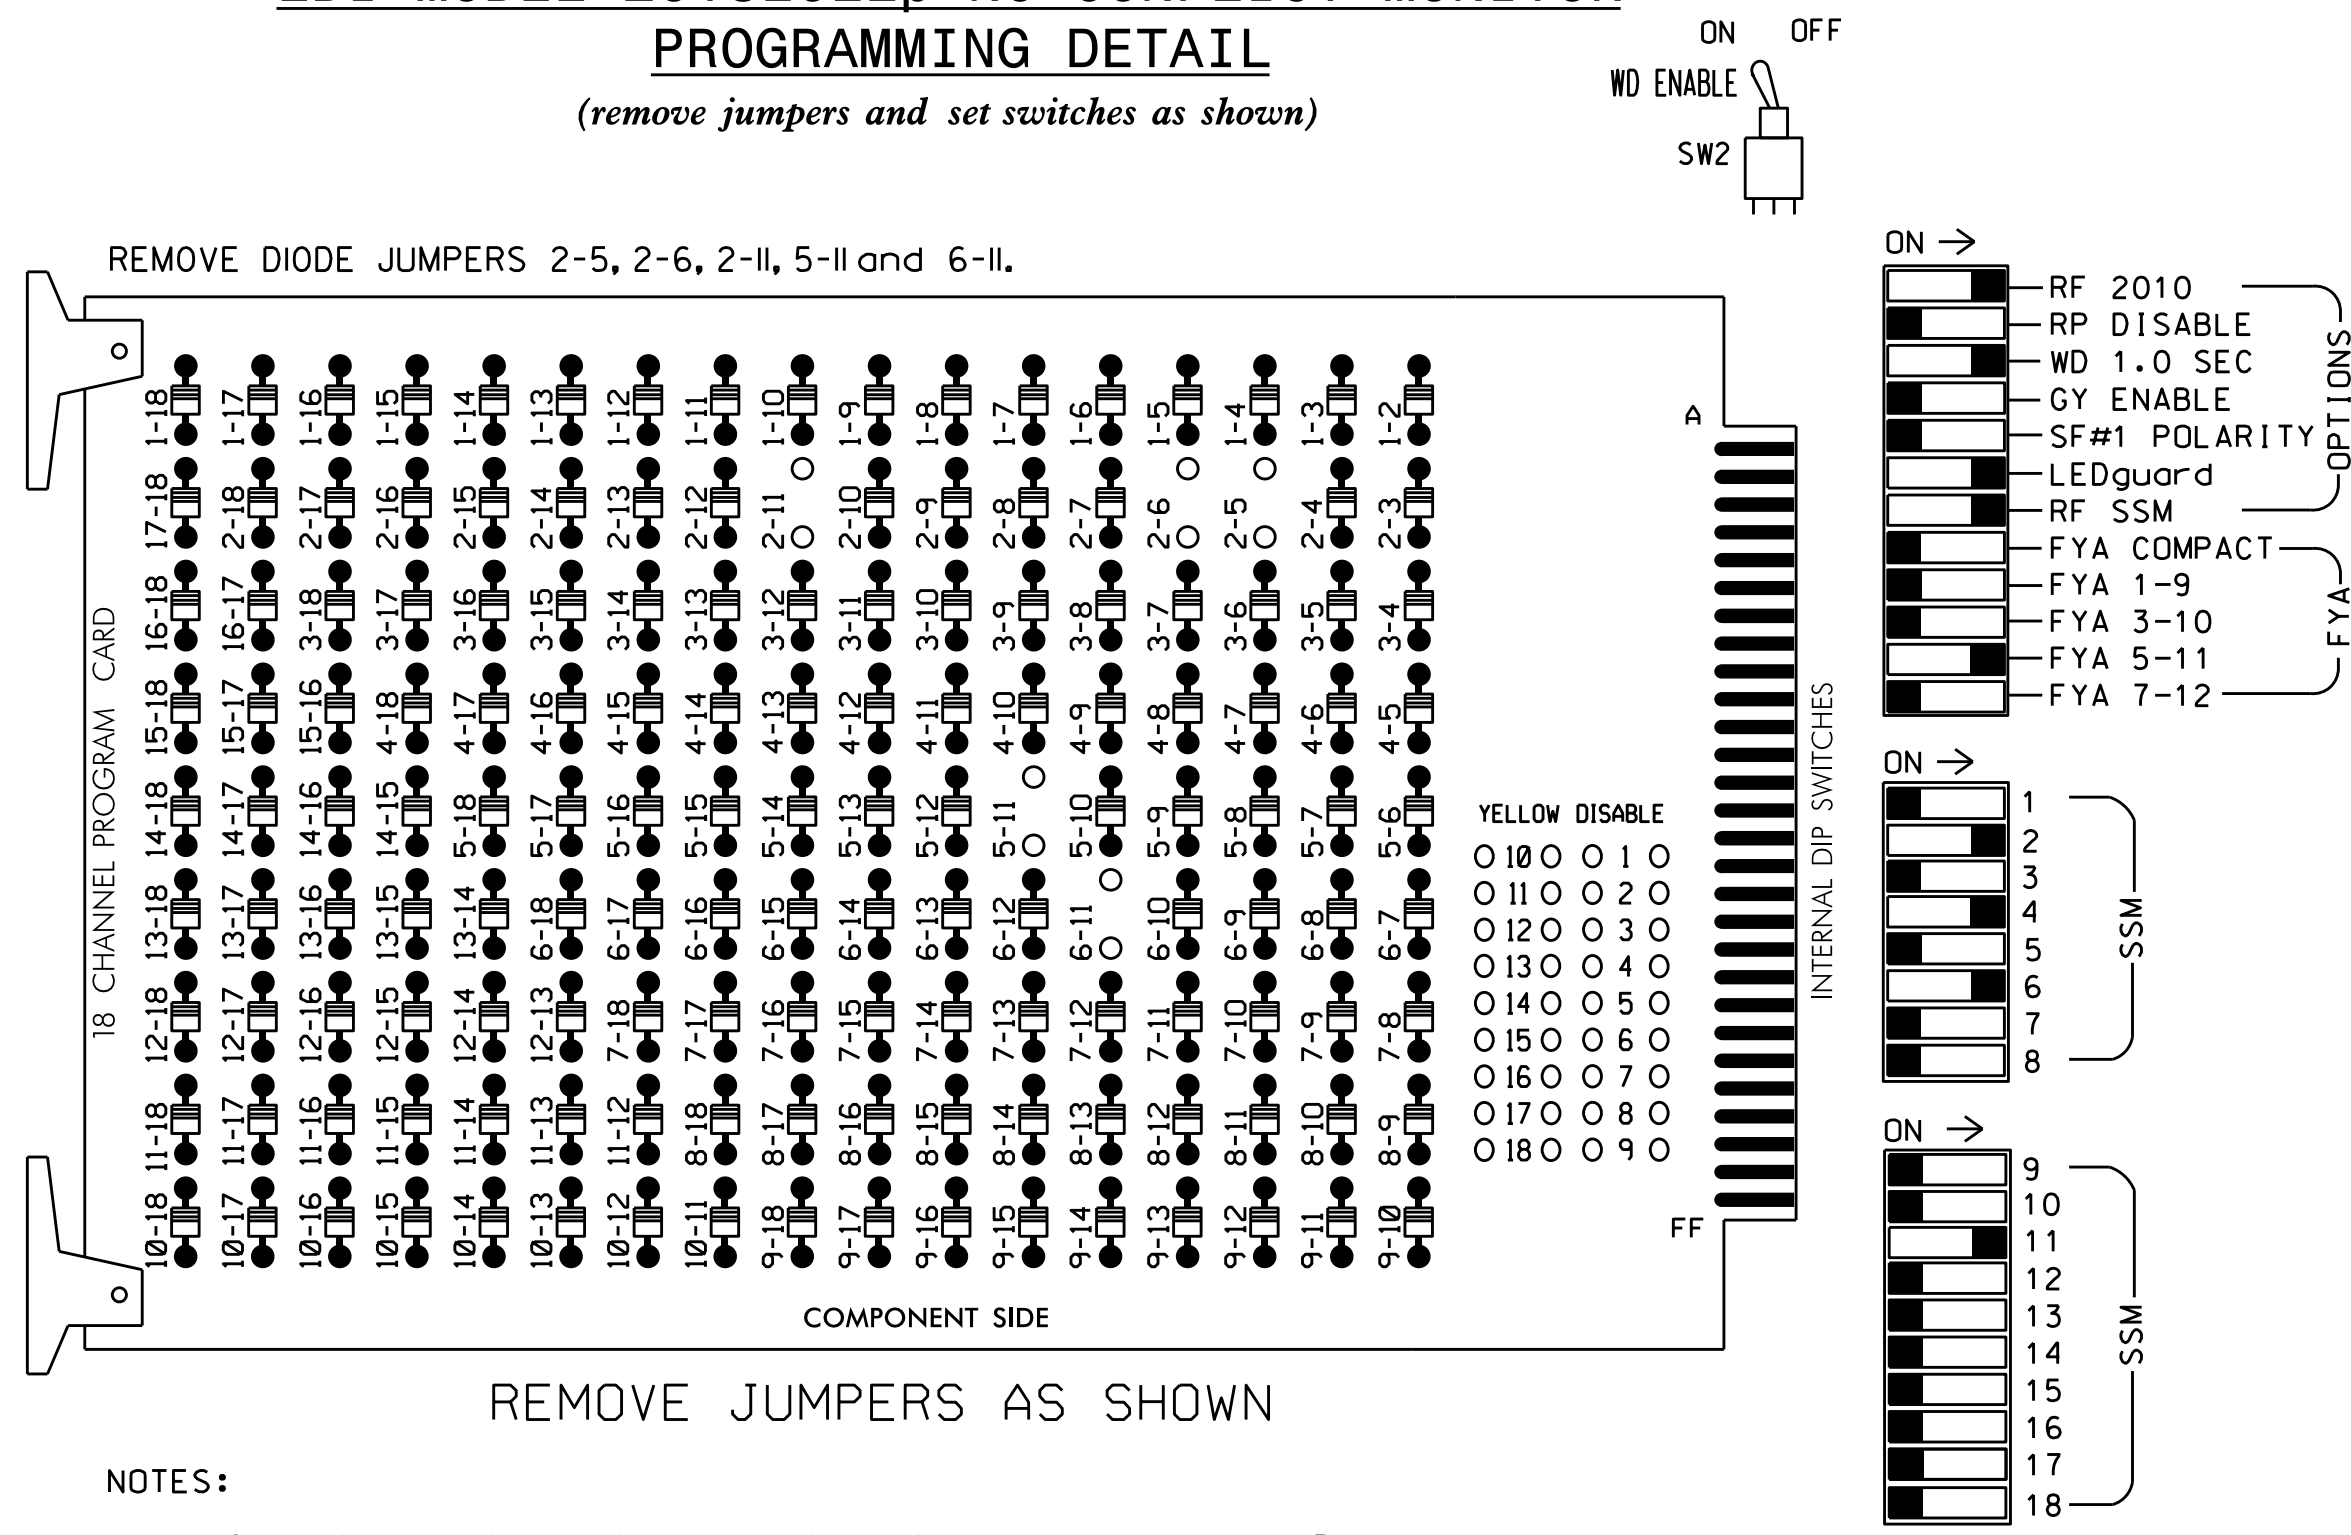 PROGRAMMING DETAIL
(remove jumpers and set switches as shown)
ON OFF
WD ENABLE
SW2
REMOVE DIODE JUMPERS 2-5, 2-6, 2-11, 5-11 and 6-11.
18 CHANNEL PROGRAM CARD
1-18 1-17 1-16 1-15 1-14 1-13 1-12 1-11 1-10 1-9 1-8 1-7 1-6 1-5 1-4 1-3 1-2
17-18 2-18 2-17 2-16 2-15 2-14 2-13 2-12 2-11 2-10 2-9 2-8 2-7 2-6 2-5 2-4 2-3
16-18 16-17 3-18 3-17 3-16 3-15 3-14 3-13 3-12 3-11 3-10 3-9 3-8 3-7 3-6 3-5 3-4
15-18 15-17 15-16 4-18 4-17 4-16 4-15 4-14 4-13 4-12 4-11 4-10 4-9 4-8 4-7 4-6 4-5
14-18 14-17 14-16 14-15 5-18 5-17 5-16 5-15 5-14 5-13 5-12 5-11 5-10 5-9 5-8 5-7 5-6
13-18 13-17 13-16 13-15 13-14 6-18 6-17 6-16 6-15 6-14 6-13 6-12 6-11 6-10 6-9 6-8 6-7
12-18 12-17 12-16 12-15 12-14 12-13 7-18 7-17 7-16 7-15 7-14 7-13 7-12 7-11 7-10 7-9 7-8
11-18 11-17 11-16 11-15 11-14 11-13 11-12 8-18 8-17 8-16 8-15 8-14 8-13 8-12 8-11 8-10 8-9
10-18 10-17 10-16 10-15 10-14 10-13 10-12 10-11 9-18 9-17 9-16 9-15 9-14 9-13 9-12 9-11 9-10
YELLOW DISABLE
10 1
11 2
12 3
13 4
14 5
15 6
16 7
17 8
18 9
A
FF
COMPONENT SIDE
INTERNAL DIP SWITCHES
ON
RF 2010
RP DISABLE
WD 1.0 SEC
GY ENABLE
SF#1 POLARITY
LEDguard
RF SSM
OPTIONS
FYA COMPACT
FYA 1-9
FYA 3-10
FYA 5-11
FYA 7-12
FYA
ON
1
2
3
4
5
6
7
8
SSM
ON
9
10
11
12
13
14
15
16
17
18
SSM
REMOVE JUMPERS AS SHOWN
NOTES: